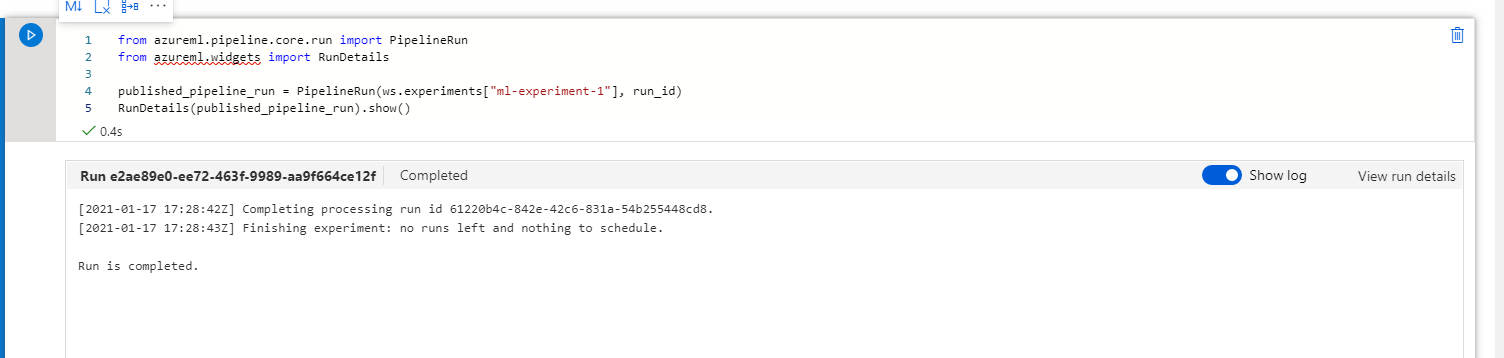 M↓
1 from azureml.pipeline.core.run import PipelineRun
2 from azureml.widgets import RunDetails
3
4 published_pipeline_run = PipelineRun(ws.experiments["ml-experiment-1"], run_id)
5 RunDetails(published_pipeline_run).show()
0.4s
Run e2ae89e0-ee72-463f-9989-aa9f664ce12f Completed Show log View run details
[2021-01-17 17:28:42Z] Completing processing run id 61220b4c-842e-42c6-831a-54b255448cd8.
[2021-01-17 17:28:43Z] Finishing experiment: no runs left and nothing to schedule.
Run is completed.